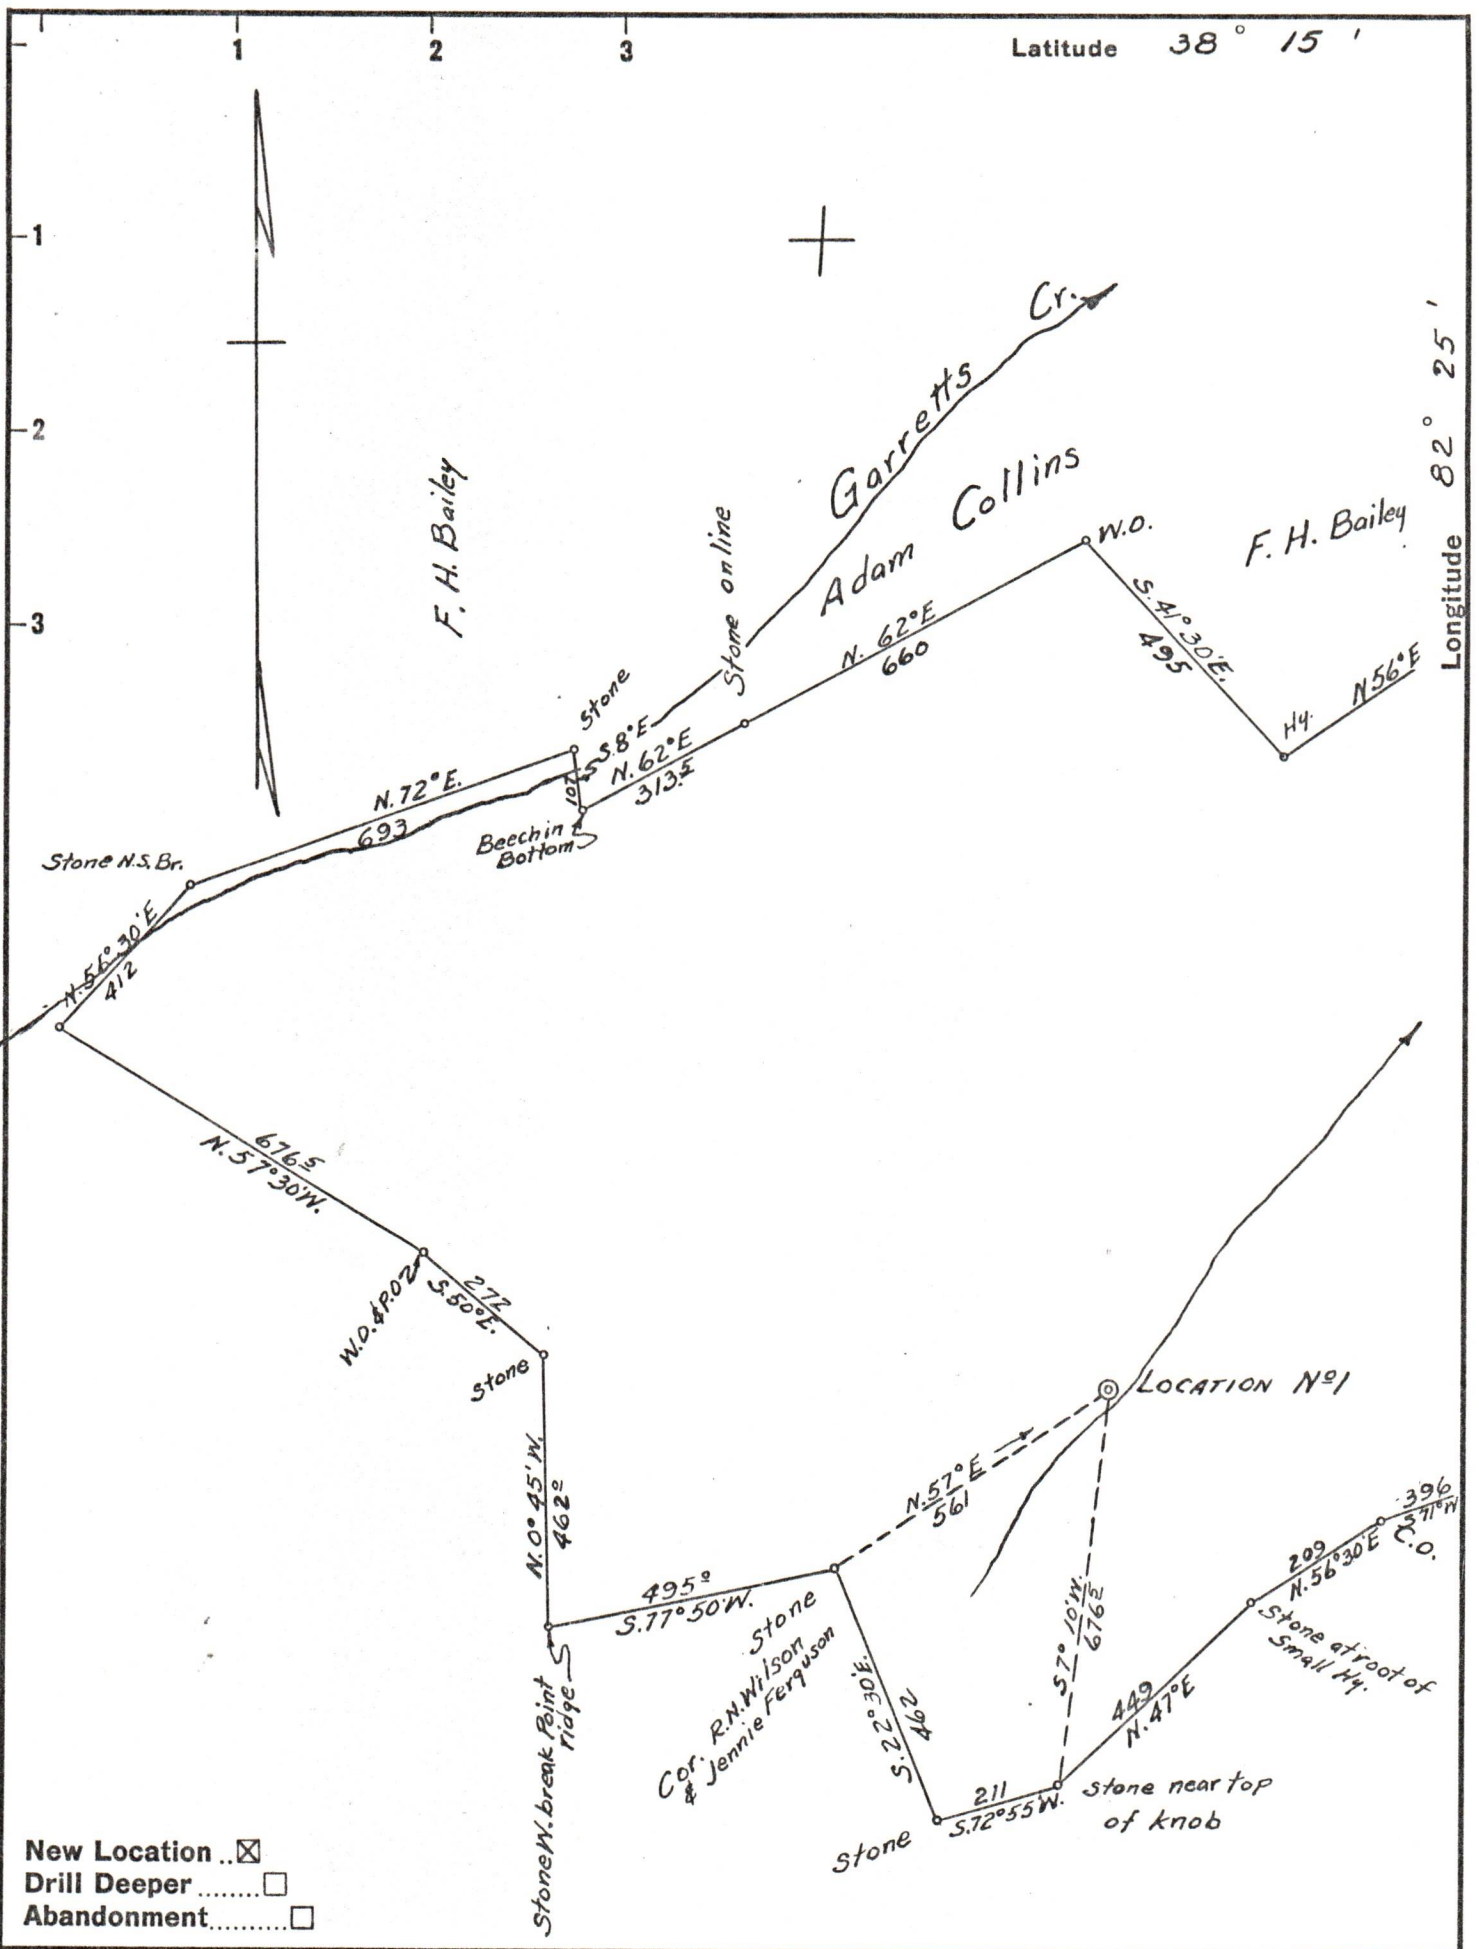 1 2 3 Latitude 38° 15'
1
2
3
Longitude 82° 25'
Garretts Cr.
F. H. Bailey
Adam Collins
F. H. Bailey
Stone on line
W.O.
N. 62°E
660
S. 41°30'E.
495
Hy.
N 56°E
Stone
S.8°E.
107
N. 62°E
313.5
N.72°E.
693
Beech in
Bottom
Stone N.S. Br.
N. 56° 30'E
412
676.5
N. 57°30'W.
W.O. & P.O.
272
S. 50°E.
Stone
N. 0° 45' W.
462.0
LOCATION No 1
N. 57° E
561
495.0
S. 77° 50' W.
Stone
Cor. R.N. Wilson
& Jennie Ferguson
Stone W. break Point
ridge
S. 22° 30'E.
462
S7° 10'W.
676.5
396
S 71° W
C.O.
209
N. 56°30'E
Stone at root of
Small Hy.
449
N. 47°E
211
S. 72° 55' W.
Stone near top
of knob
Stone
New Location ..☒
Drill Deeper ........☐
Abandonment..........☐